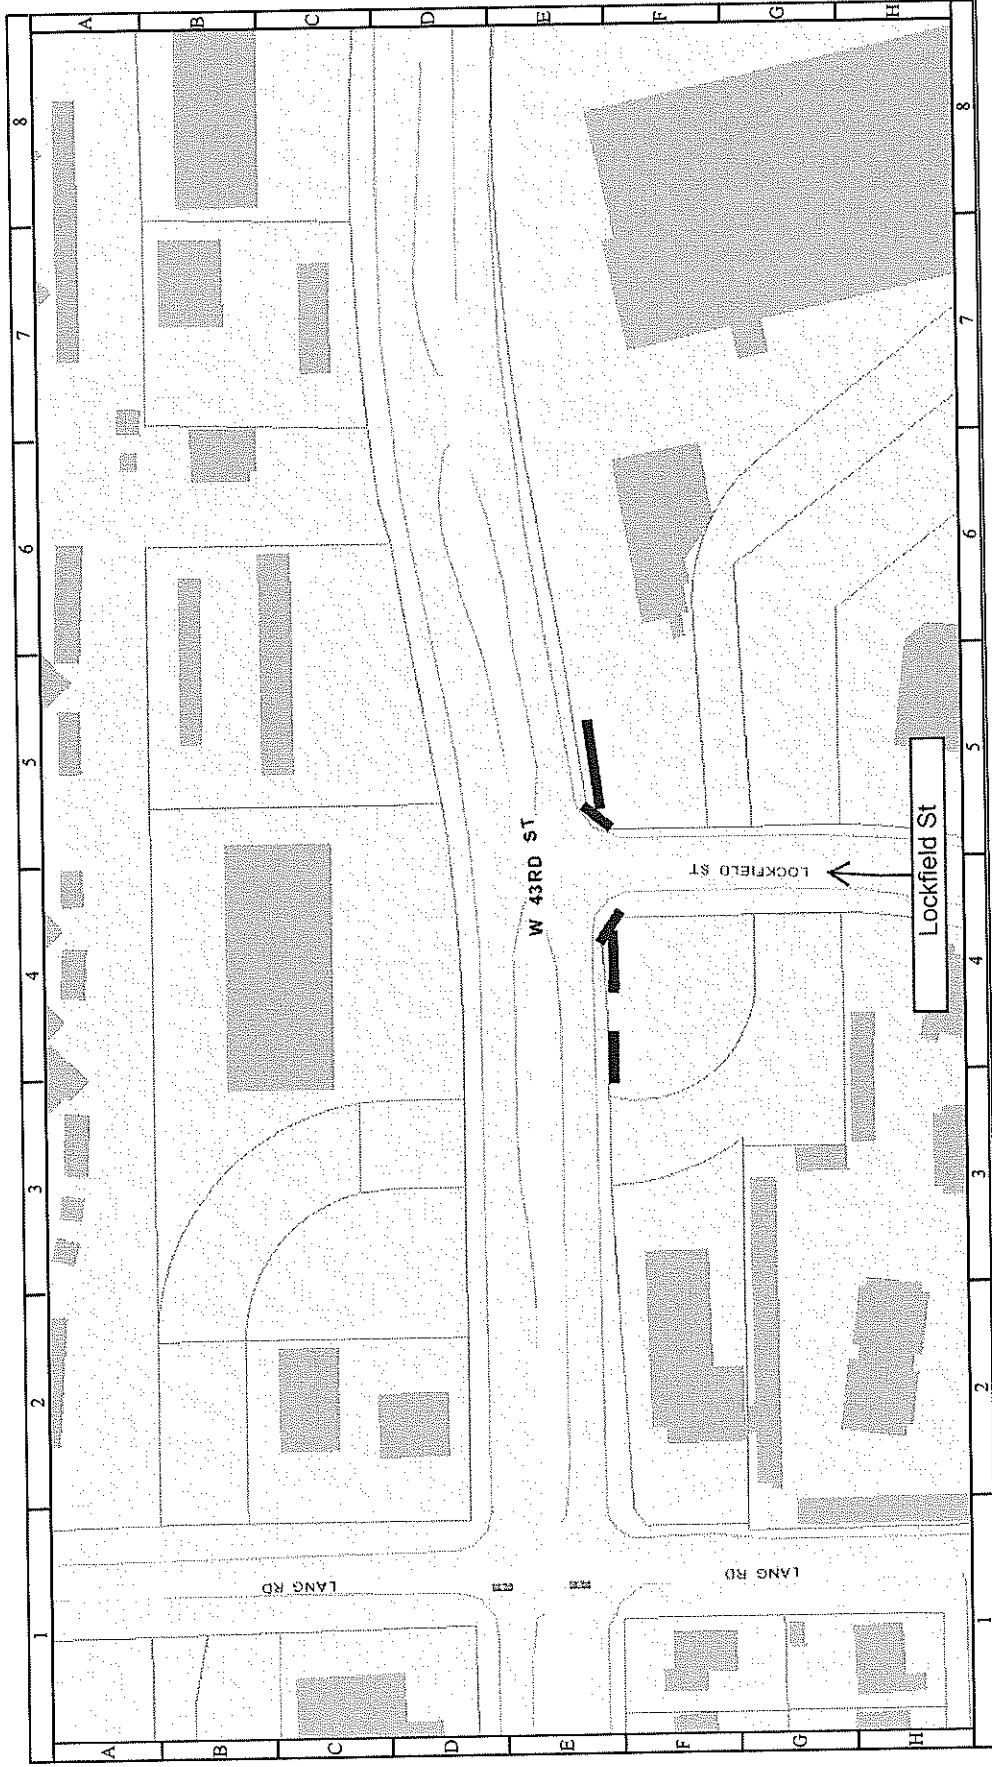 A B C D E F G H
8 8
7 7
6 6
5 5
4 4
3 3
2 2
1 1
W 43RD ST
LOCKFIELD ST
Lockfield St
LANG RD
LANG RD
A B C D E F G H